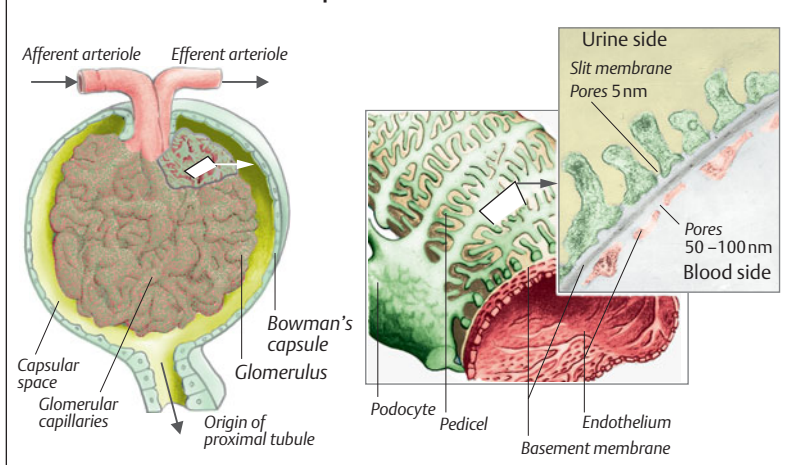 Afferent arteriole
Efferent arteriole
Bowman's
capsule
Capsular
space
Glomerulus
Glomerular
capillaries
Origin of
proximal tubule
Urine side
Slit membrane
Pores 5 nm
Pores
50 –100 nm
Blood side
Podocyte
Pedicel
Endothelium
Basement membrane